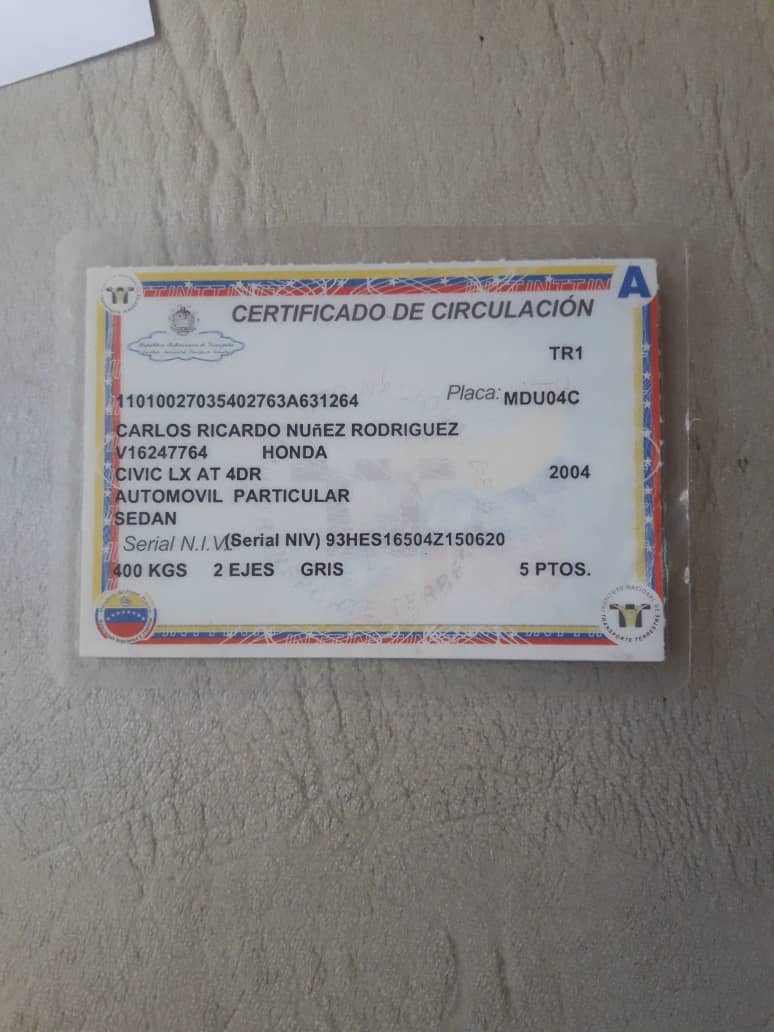 A
CERTIFICADO DE CIRCULACIÓN
República Bolivariana de Venezuela
TR1
Placa: MDU04C
11010027035402763A631264
CARLOS RICARDO NUñEZ RODRIGUEZ
V16247764 HONDA
CIVIC LX AT 4DR 2004
AUTOMOVIL PARTICULAR
SEDAN
Serial N.I.V. (Serial NIV) 93HES16504Z150620
400 KGS 2 EJES GRIS 5 PTOS.
INSTITUTO NACIONAL DE TRANSPORTE TERRESTRE